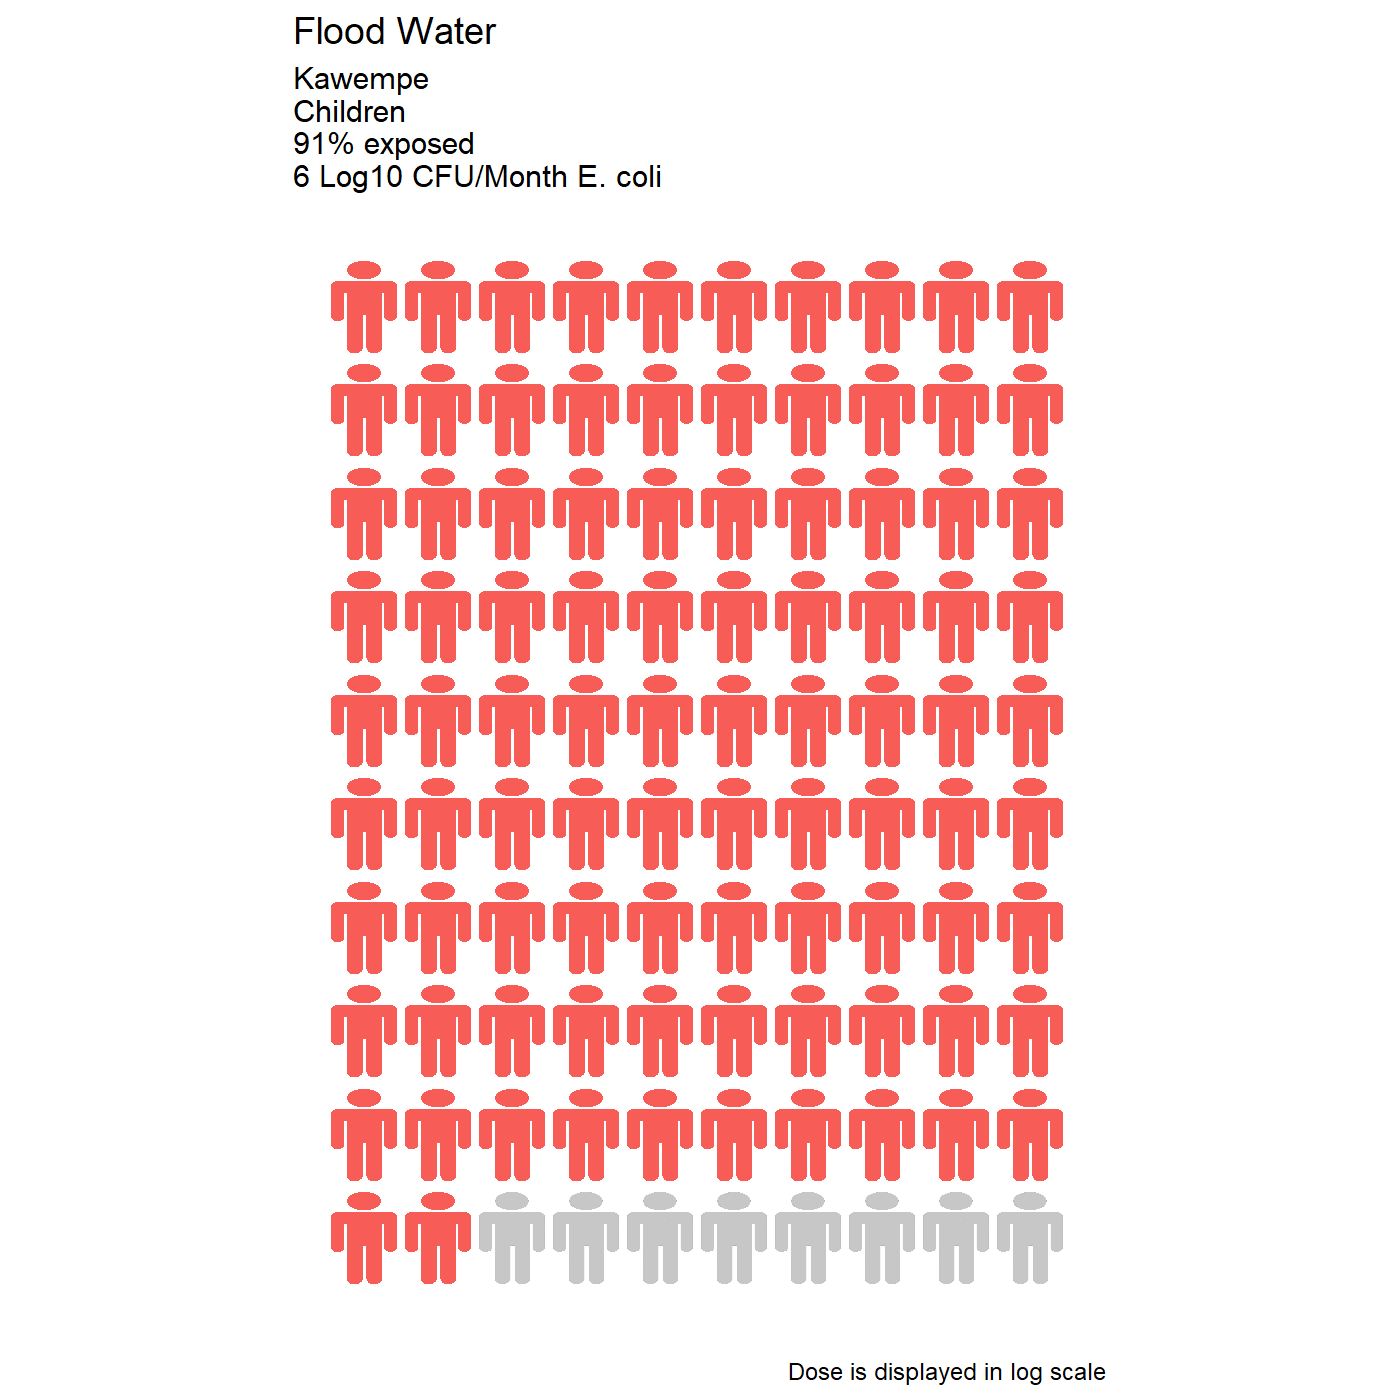 Flood Water
Kawempe
Children
91% exposed
6 Log10 CFU/Month E. coli
Dose is displayed in log scale